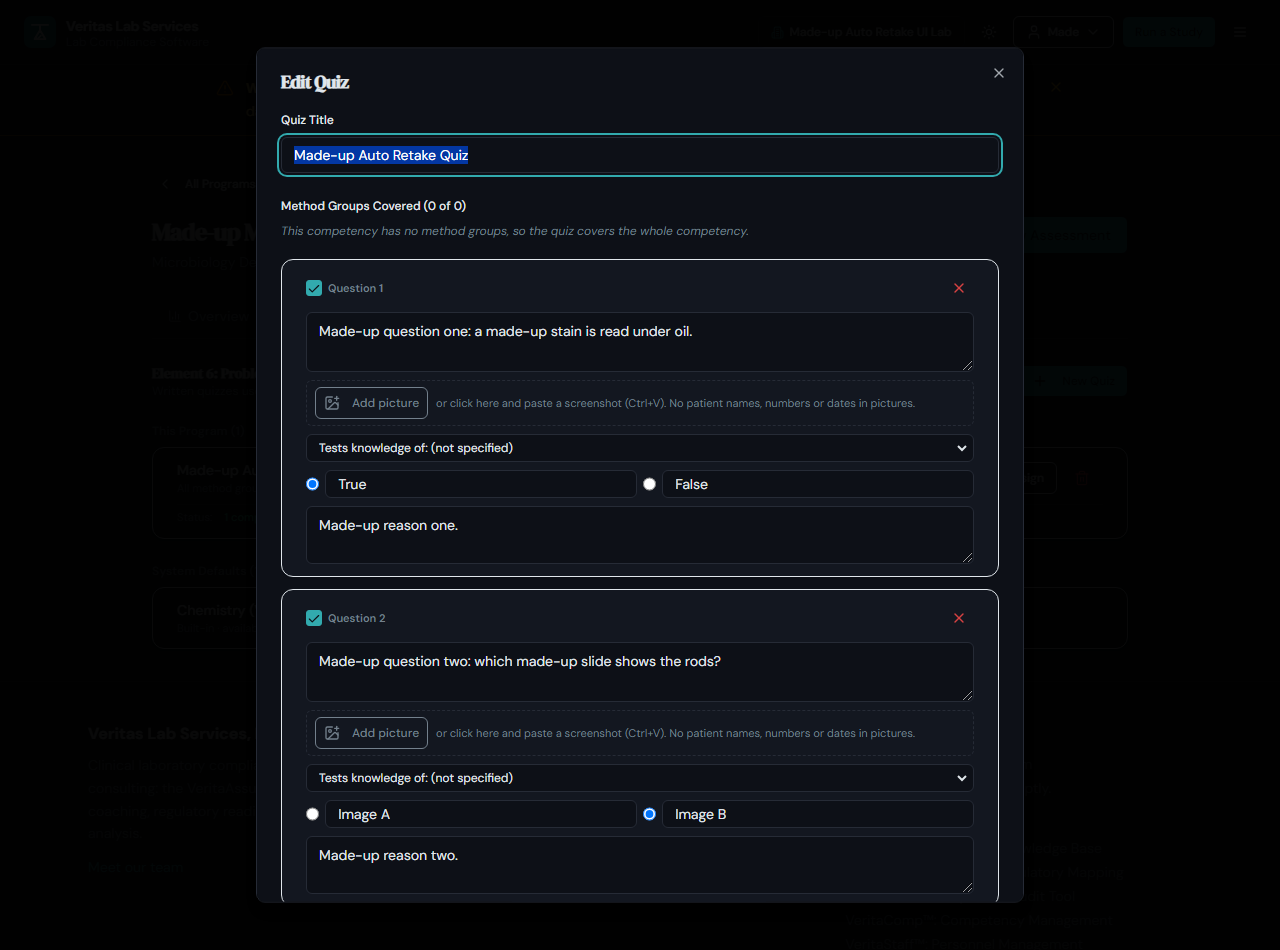 Veritas Lab Services
Made-up Auto Retake UI Lab
Made
Edit Quiz
Quiz Title
Made-up Auto Retake Quiz
All Programs
Method Groups Covered (0 of 0)
This competency has no method groups, so the quiz covers the whole competency.
Made-up
Question 1
Made-up question one: a made-up stain is read under oil.
Add picture
or click here and paste a screenshot (Ctrl+V). No patient names, numbers or dates in pictures.
Tests knowledge of: (not specified)
True
False
Made-up reason one.
Question 2
Made-up question two: which made-up slide shows the rods?
Add picture
or click here and paste a screenshot (Ctrl+V). No patient names, numbers or dates in pictures.
Tests knowledge of: (not specified)
Image A
Image B
Made-up reason two.
Element 6:
Chemistry
Veritas Lab Services,